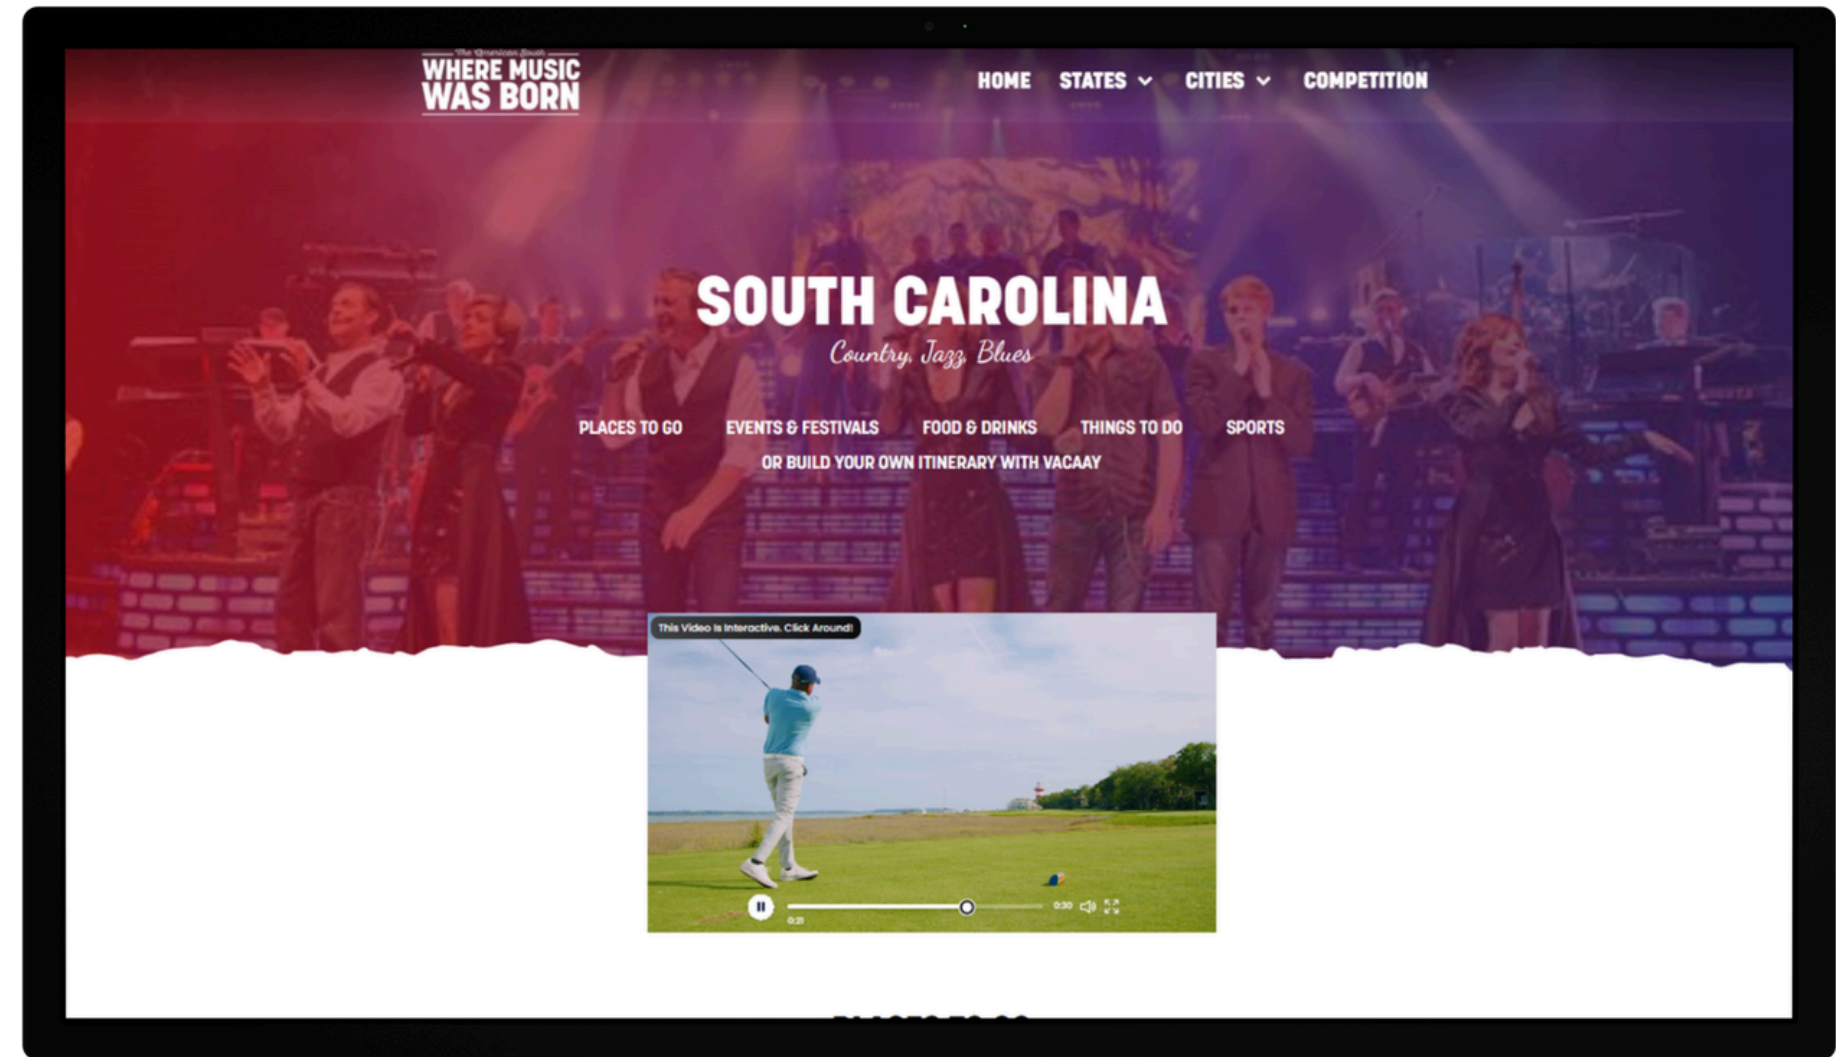 The American South
WHERE MUSIC
WAS BORN
HOME STATES CITIES COMPETITION
SOUTH CAROLINA
Country, Jazz, Blues
PLACES TO GO EVENTS & FESTIVALS FOOD & DRINKS THINGS TO DO SPORTS
OR BUILD YOUR OWN ITINERARY WITH VACAAY
This Video Is Interactive. Click Around!
0:30
0:21